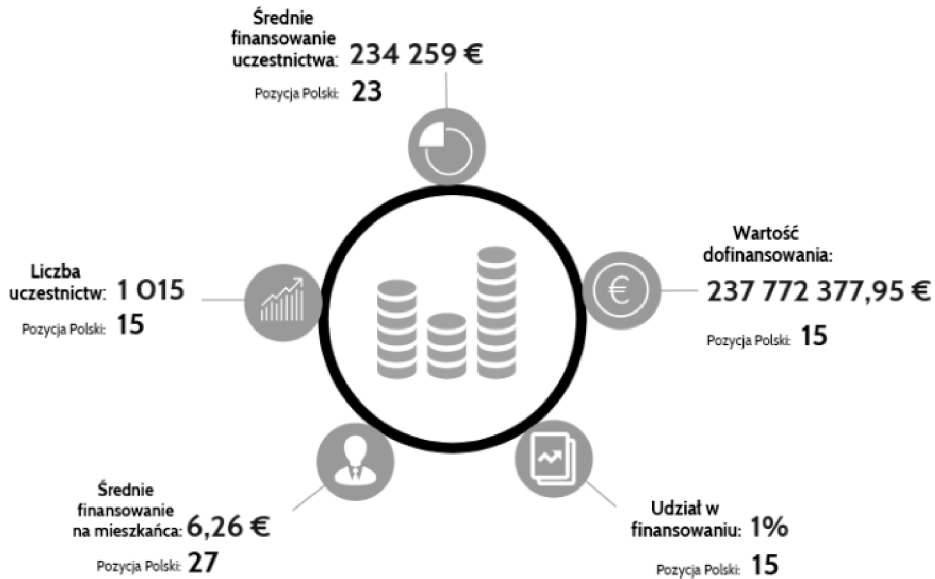 Średnie
finansowanie
uczestnictwa: 234 259 €
Pozycja Polski: 23
Wartość
dofinansowania:
237 772 377,95 €
Pozycja Polski: 15
Liczba
uczestnictw: 1 015
Pozycja Polski: 15
€
Średnie
finansowanie
na mieszkańca: 6,26 €
Pozycja Polski: 27
Udział w
finansowaniu: 1%
Pozycja Polski: 15